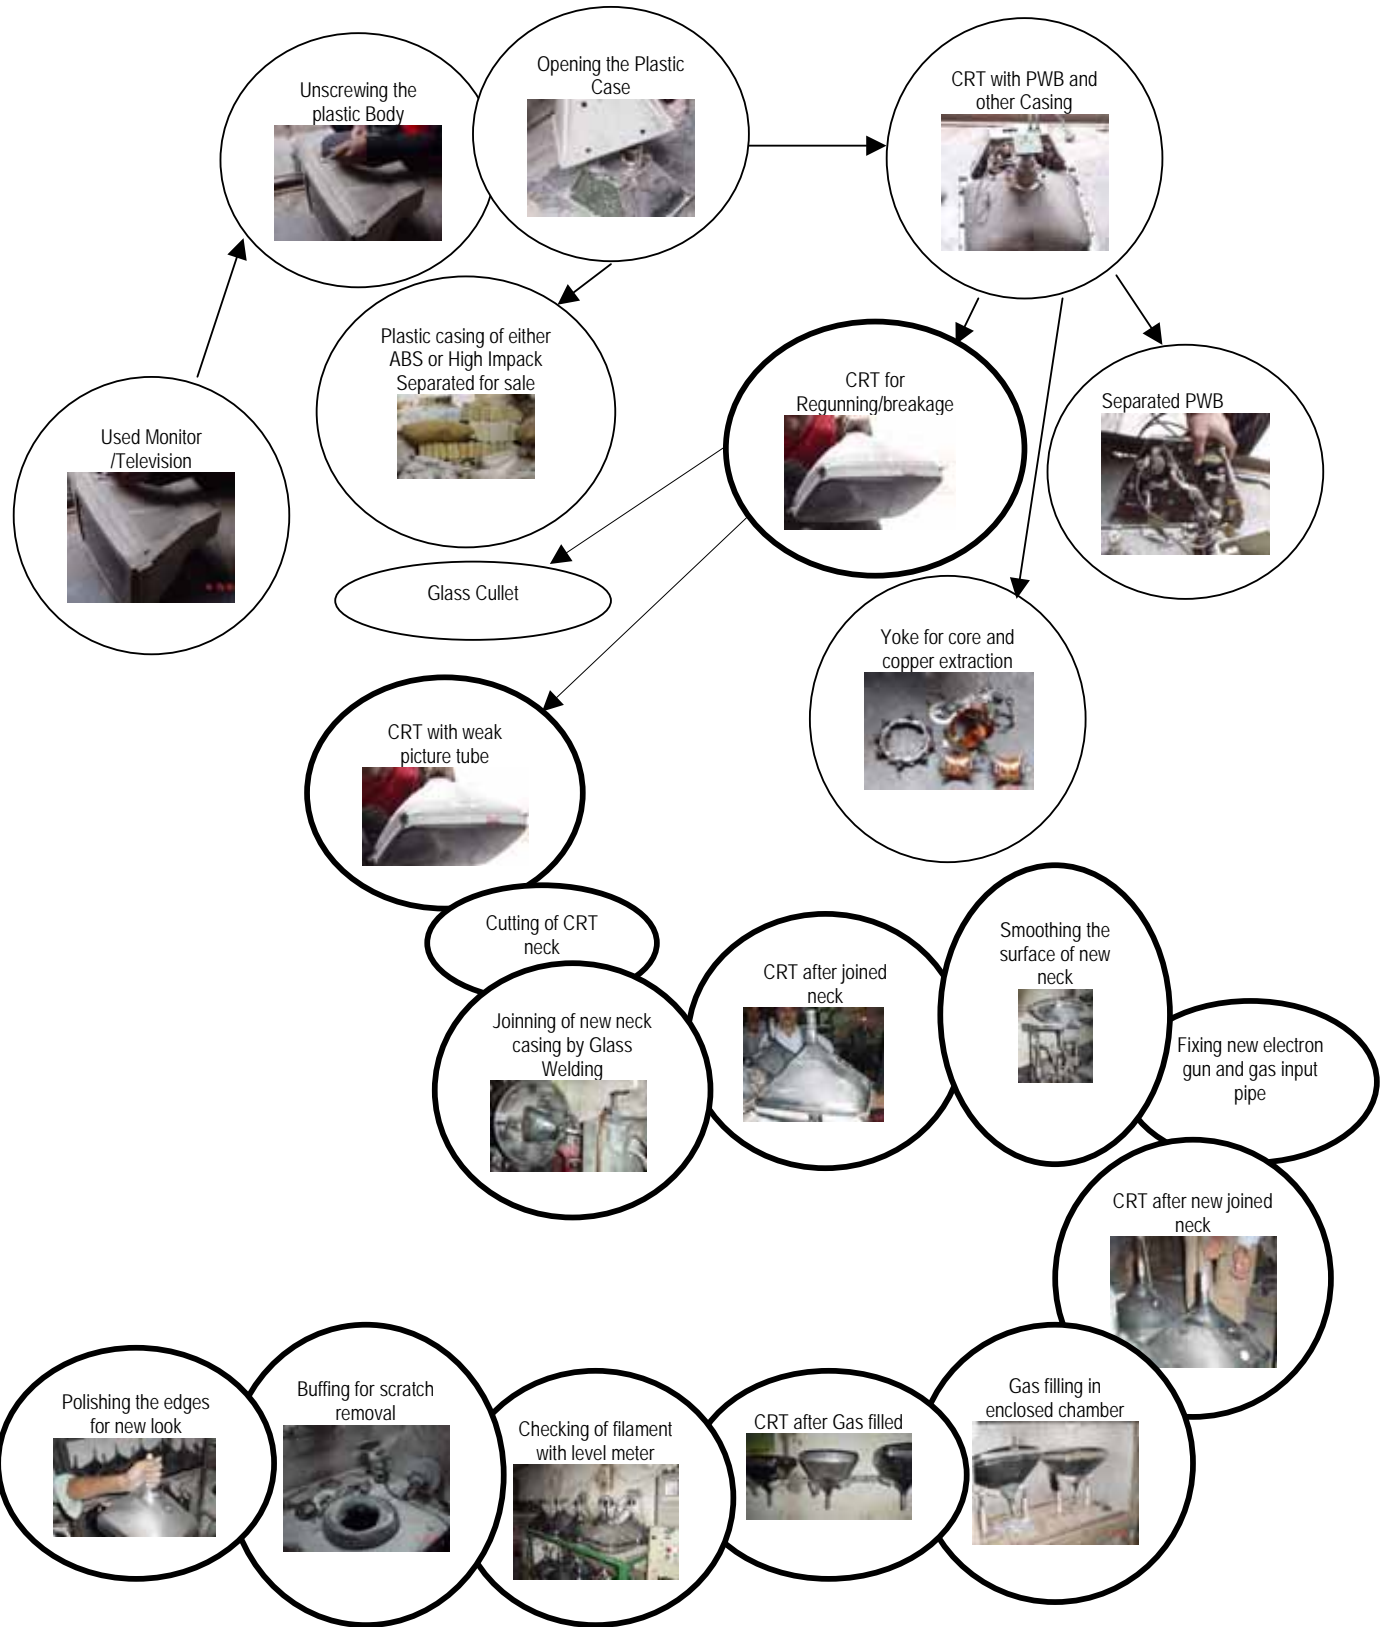 Unscrewing the
plastic Body
Opening the Plastic
Case
CRT with PWB and
other Casing
Used Monitor
/Television
Plastic casing of either
ABS or High Impack
Separated for sale
CRT for
Regunning/breakage
Separated PWB
Glass Cullet
Yoke for core and
copper extraction
CRT with weak
picture tube
Cutting of CRT
neck
Joinning of new neck
casing by Glass
Welding
CRT after joined
neck
Smoothing the
surface of new
neck
Fixing new electron
gun and gas input
pipe
CRT after new joined
neck
Gas filling in
enclosed chamber
CRT after Gas filled
Checking of filament
with level meter
Buffing for scratch
removal
Polishing the edges
for new look